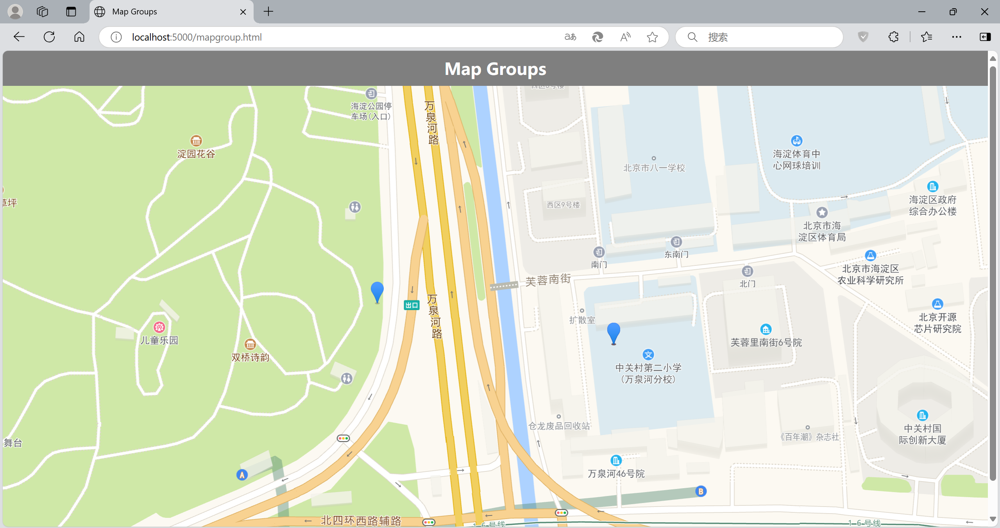 Map Groups
localhost:5000/mapgroup.html
aあ
搜索
Map Groups
海淀公园停
车场(入口)
万泉河路
淀园花谷
北京市八一学校
海淀体育中
心网球培训
海淀区政府
综合办公楼
草坪
西区9号楼
北京市海
淀区体育局
南门
东南门
北京市海淀区
农业科学研究所
北门
芙蓉南街
出口
万泉河路
扩散室
北京开源
芯片研究院
儿童乐园
双桥诗韵
芙蓉里南街6号院
文
中关村第二小学
(万泉河分校)
仓龙废品回收站
《百年潮》杂志社
中关村国
际创新大厦
舞台
A
万泉河46号院
B
北四环西路辅路
16号线
16号线